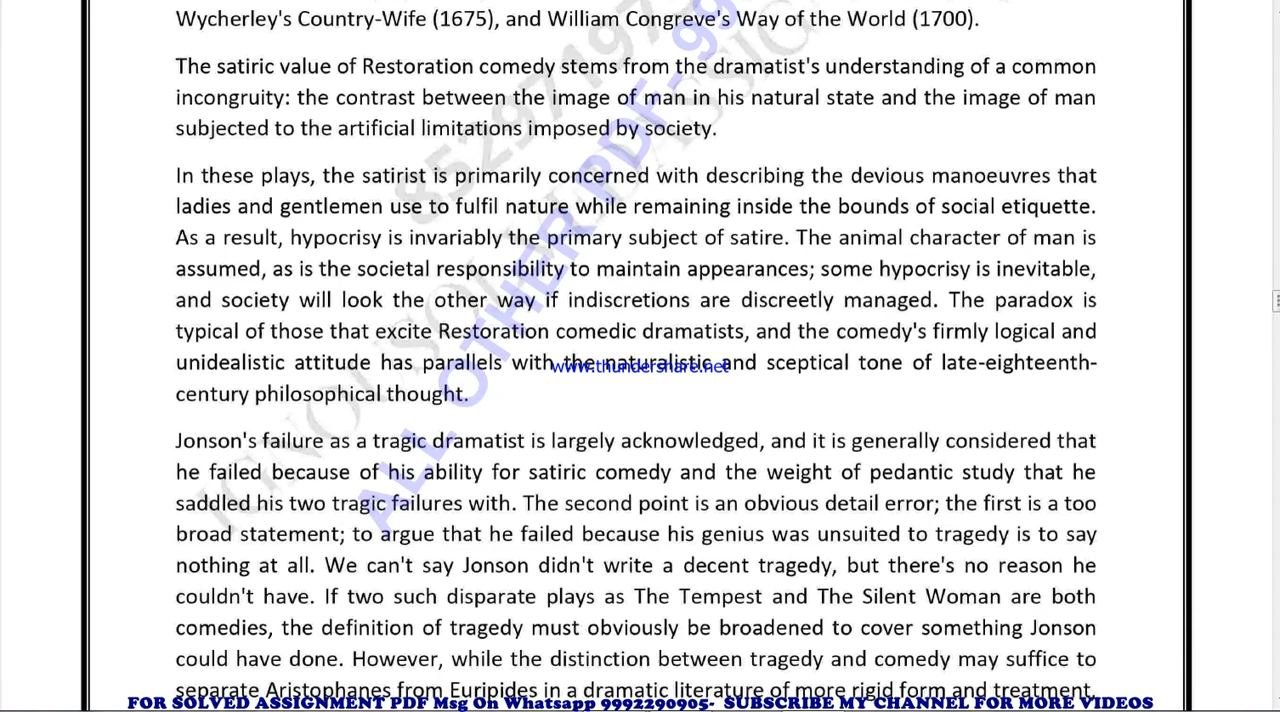 Wycherley's Country-Wife (1675), and William Congreve's Way of the World (1700).
The satiric value of Restoration comedy stems from the dramatist's understanding of a common
incongruity: the contrast between the image of man in his natural state and the image of man
subjected to the artificial limitations imposed by society.
In these plays, the satirist is primarily concerned with describing the devious manoeuvres that
ladies and gentlemen use to fulfil nature while remaining inside the bounds of social etiquette.
As a result, hypocrisy is invariably the primary subject of satire. The animal character of man is
assumed, as is the societal responsibility to maintain appearances; some hypocrisy is inevitable,
and society will look the other way if indiscretions are discreetly managed. The paradox is
typical of those that excite Restoration comedic dramatists, and the comedy's firmly logical and
unidealistic attitude has parallels with the naturalistic and sceptical tone of late-eighteenth-
www.thundershare.net
century philosophical thought.
Jonson's failure as a tragic dramatist is largely acknowledged, and it is generally considered that
he failed because of his ability for satiric comedy and the weight of pedantic study that he
saddled his two tragic failures with. The second point is an obvious detail error; the first is a too
broad statement; to argue that he failed because his genius was unsuited to tragedy is to say
nothing at all. We can't say Jonson didn't write a decent tragedy, but there's no reason he
couldn't have. If two such disparate plays as The Tempest and The Silent Woman are both
comedies, the definition of tragedy must obviously be broadened to cover something Jonson
could have done. However, while the distinction between tragedy and comedy may suffice to
separate Aristophanes from Euripides in a dramatic literature of more rigid form and treatment,
FOR SOLVED ASSIGNMENT PDF Msg On Whatsapp 9992290905- SUBSCRIBE MY CHANNEL FOR MORE VIDEOS
ALL OTHER PDF-99